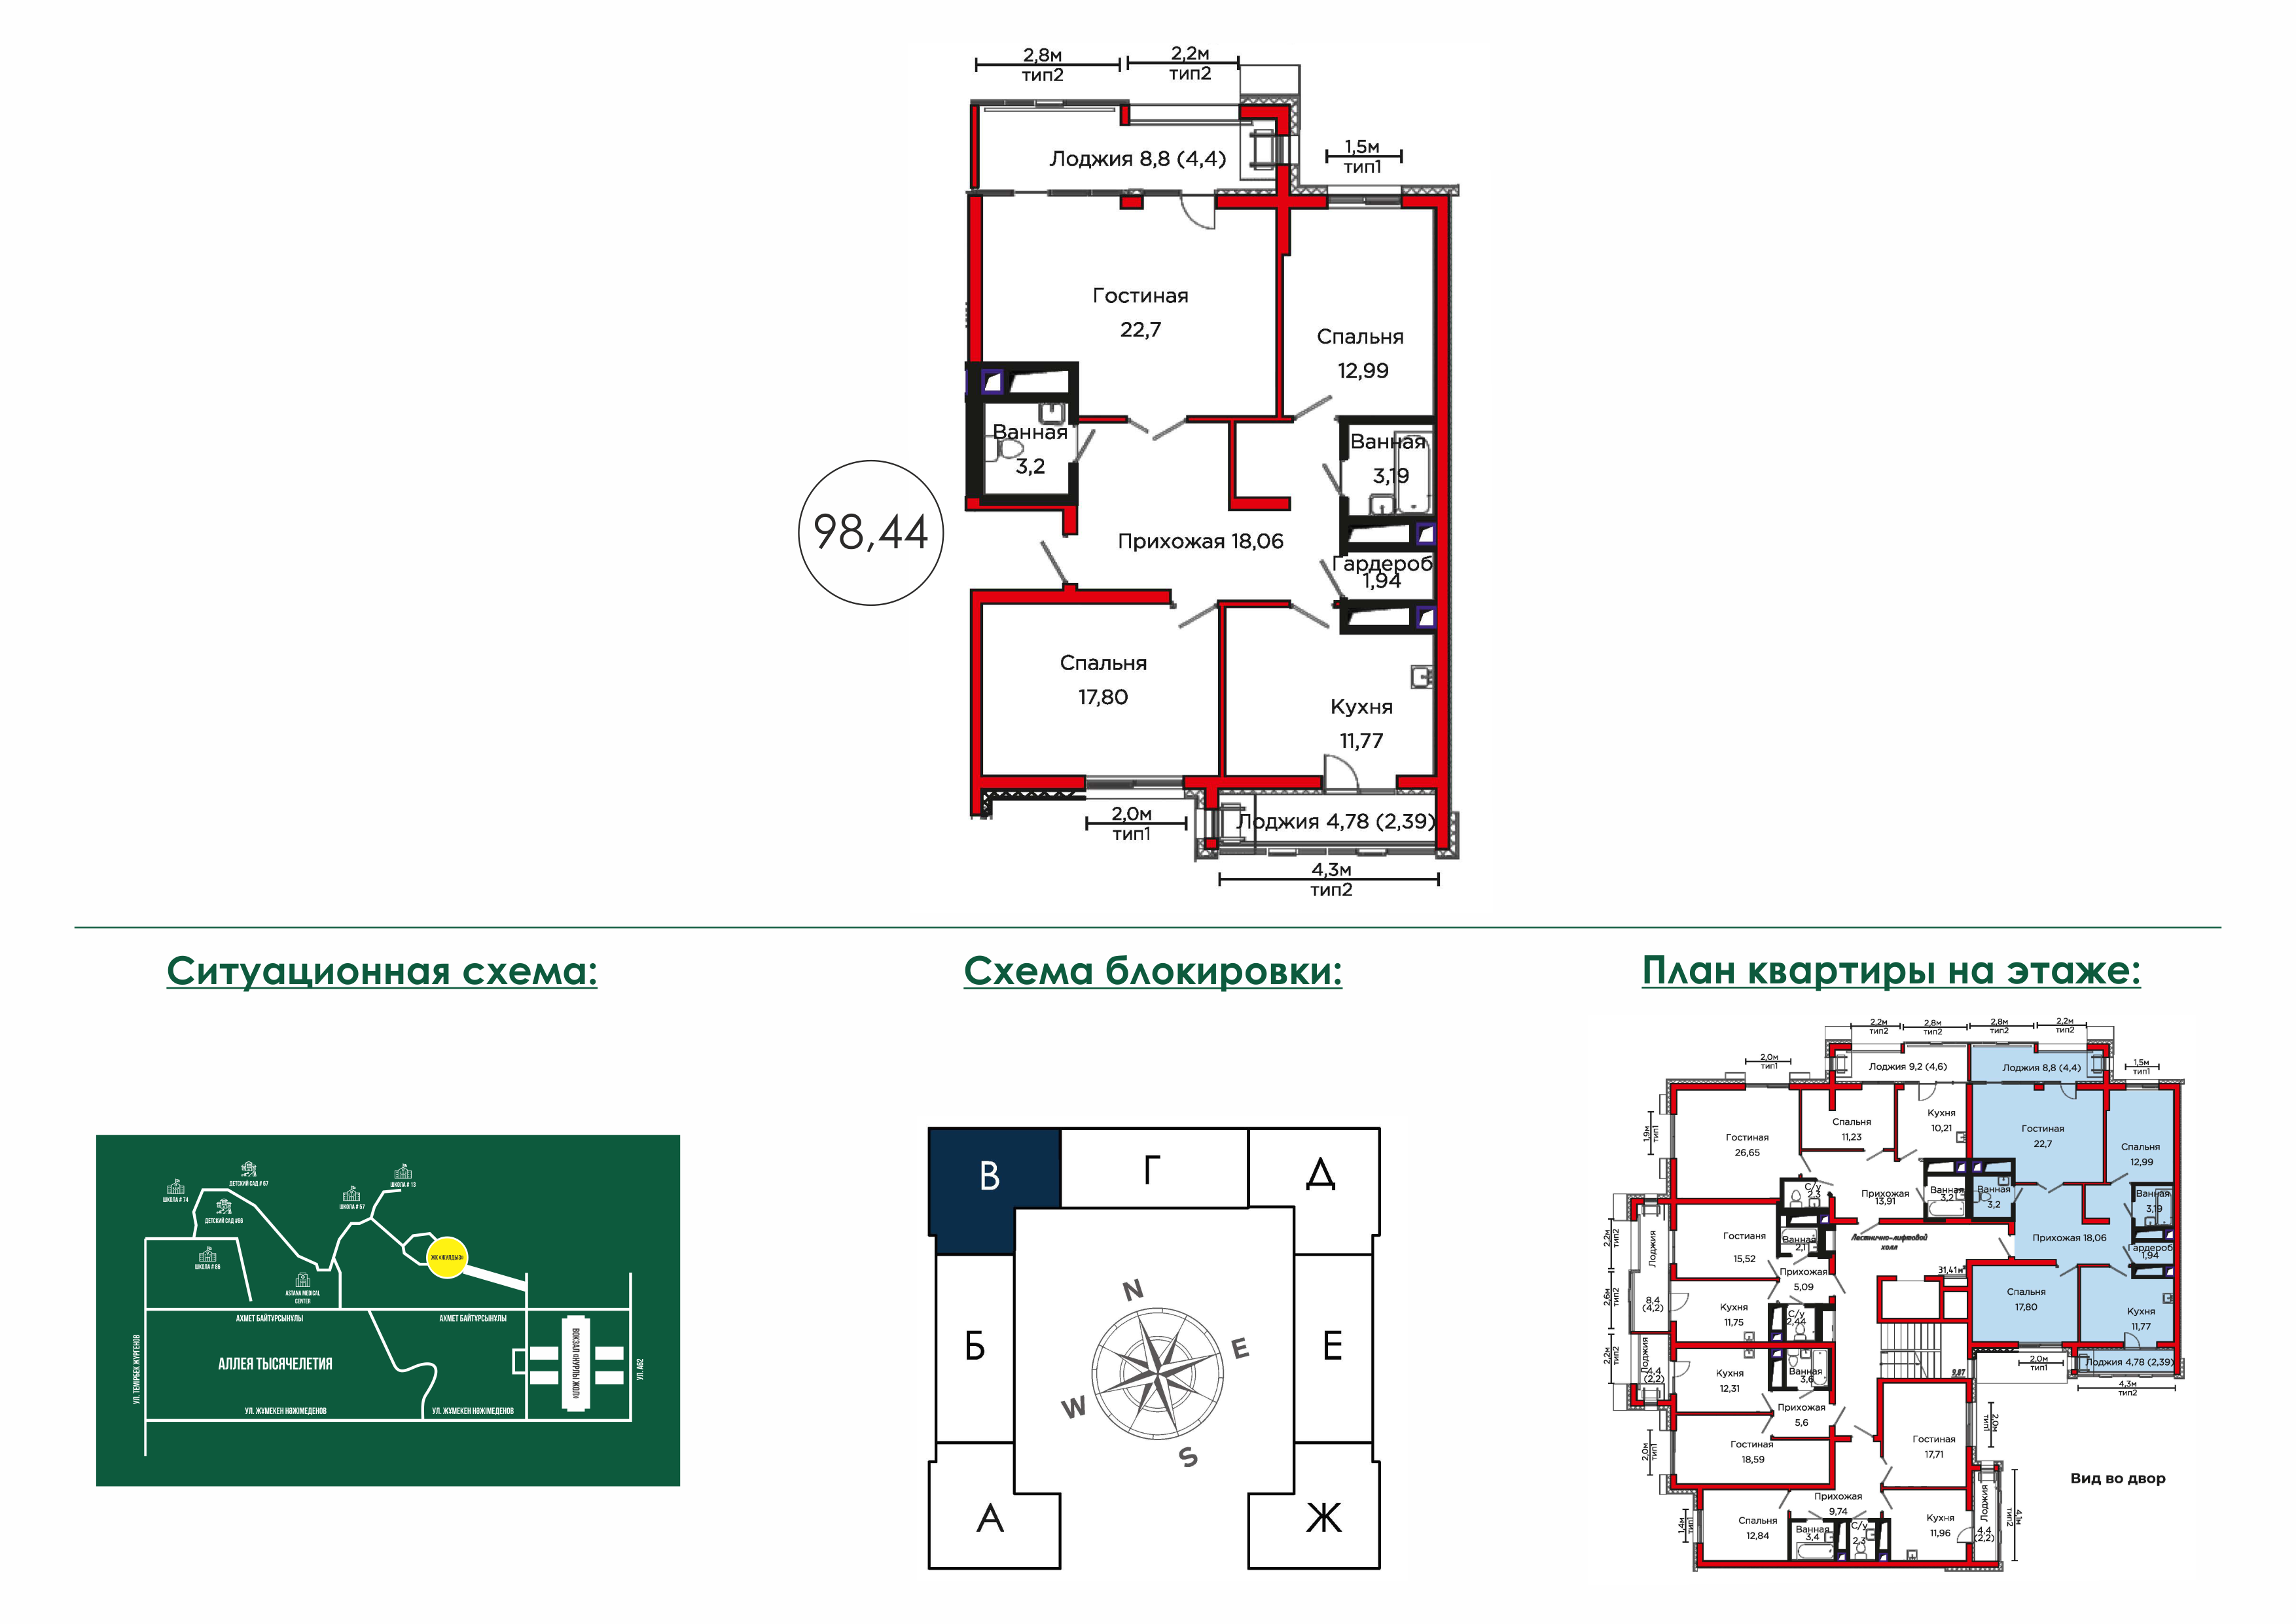 2,8м
тип2
2,2м
тип2
1,5м
тип1
Лоджия 8,8 (4,4)
Гостиная
22,7
Спальня
12,99
Ванная
3,2
Ванная
3,19
98,44
Прихожая 18,06
Гардероб
1,94
Спальня
17,80
Кухня
11,77
2,0м
тип1
Лоджия 4,78 (2,39)
4,3м
тип2
Ситуационная схема:
Схема блокировки:
План квартиры на этаже:
ШКОЛА # 74
ДЕТСКИЙ САД # 67
ДЕТСКИЙ САД #66
ШКОЛА # 86
ШКОЛА # 57
ШКОЛА # 13
ЖК «ЖУЛДЫЗ»
ASTANA MEDICAL
CENTER
АХМЕТ БАЙТУРСЫНУЛЫ
АХМЕТ БАЙТУРСЫНУЛЫ
УЛ. ТЕМІРБЕК ЖҮРГЕНОВ
АЛЛЕЯ ТЫСЯЧЕЛЕТИЯ
ВОКЗАЛ «НҰРЛЫ ЖОЛ»
УЛ. А62
УЛ. ЖҰМЕКЕН НӘЖІМЕДЕНОВ
УЛ. ЖҰМЕКЕН НӘЖІМЕДЕНОВ
В
Г
Д
Б
Е
А
Ж
N
E
W
S
2,2м
тип2
2,8м
тип2
2,8м
тип2
2,2м
тип2
2,0м
тип1
1,5м
тип1
Лоджия 9,2 (4,6)
Лоджия 8,8 (4,4)
1,9м
тип1
Гостиная
26,65
Спальня
11,23
Кухня
10,21
Гостиная
22,7
Спальня
12,99
С/у
2,3
Прихожая
13,91
Ванная
3,2
Ванная
3,2
Ванная
3,19
2,2м
тип2
Лоджия
8,4
(4,2)
Гостианя
15,52
Ванная
2,11
Лестнично-лифтовой
холл
31,41м²
Прихожая 18,06
Гардероб
1,94
2,6м
тип2
Прихожая
5,09
Кухня
11,75
С/у
2,44
Спальня
17,80
Кухня
11,77
2,2м
тип2
Лоджия
4,4
(2,2)
Кухня
12,31
Ванная
3,6
9.87
2,0м
тип1
Лоджия 4,78 (2,39)
4,3м
тип2
Прихожая
5,6
2,0м
тип1
Гостиная
18,59
Гостиная
17,71
2,0м
тип1
Вид во двор
Прихожая
9,74
1,4м
тип1
Спальня
12,84
Ванная
3,4
С/у
2,3
Кухня
11,96
Лоджия
4,4
(2,2)
4,1м
тип2